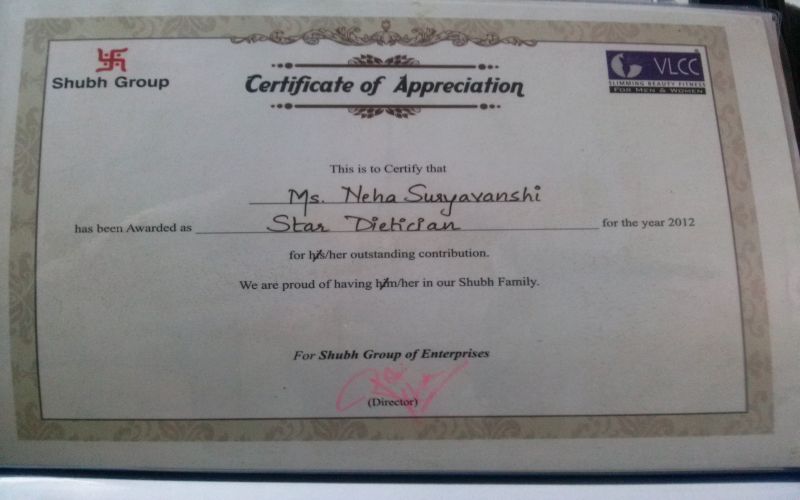 Shubh Group
Certificate of Appreciation
VLCC
SLIMMING BEAUTY FITNESS
FOR MEN & WOMEN
This is to Certify that
Ms. Neha Suryavanshi
has been Awarded as Star Dietician for the year 2012
for his/her outstanding contribution.
We are proud of having him/her in our Shubh Family.
For Shubh Group of Enterprises
(Director)